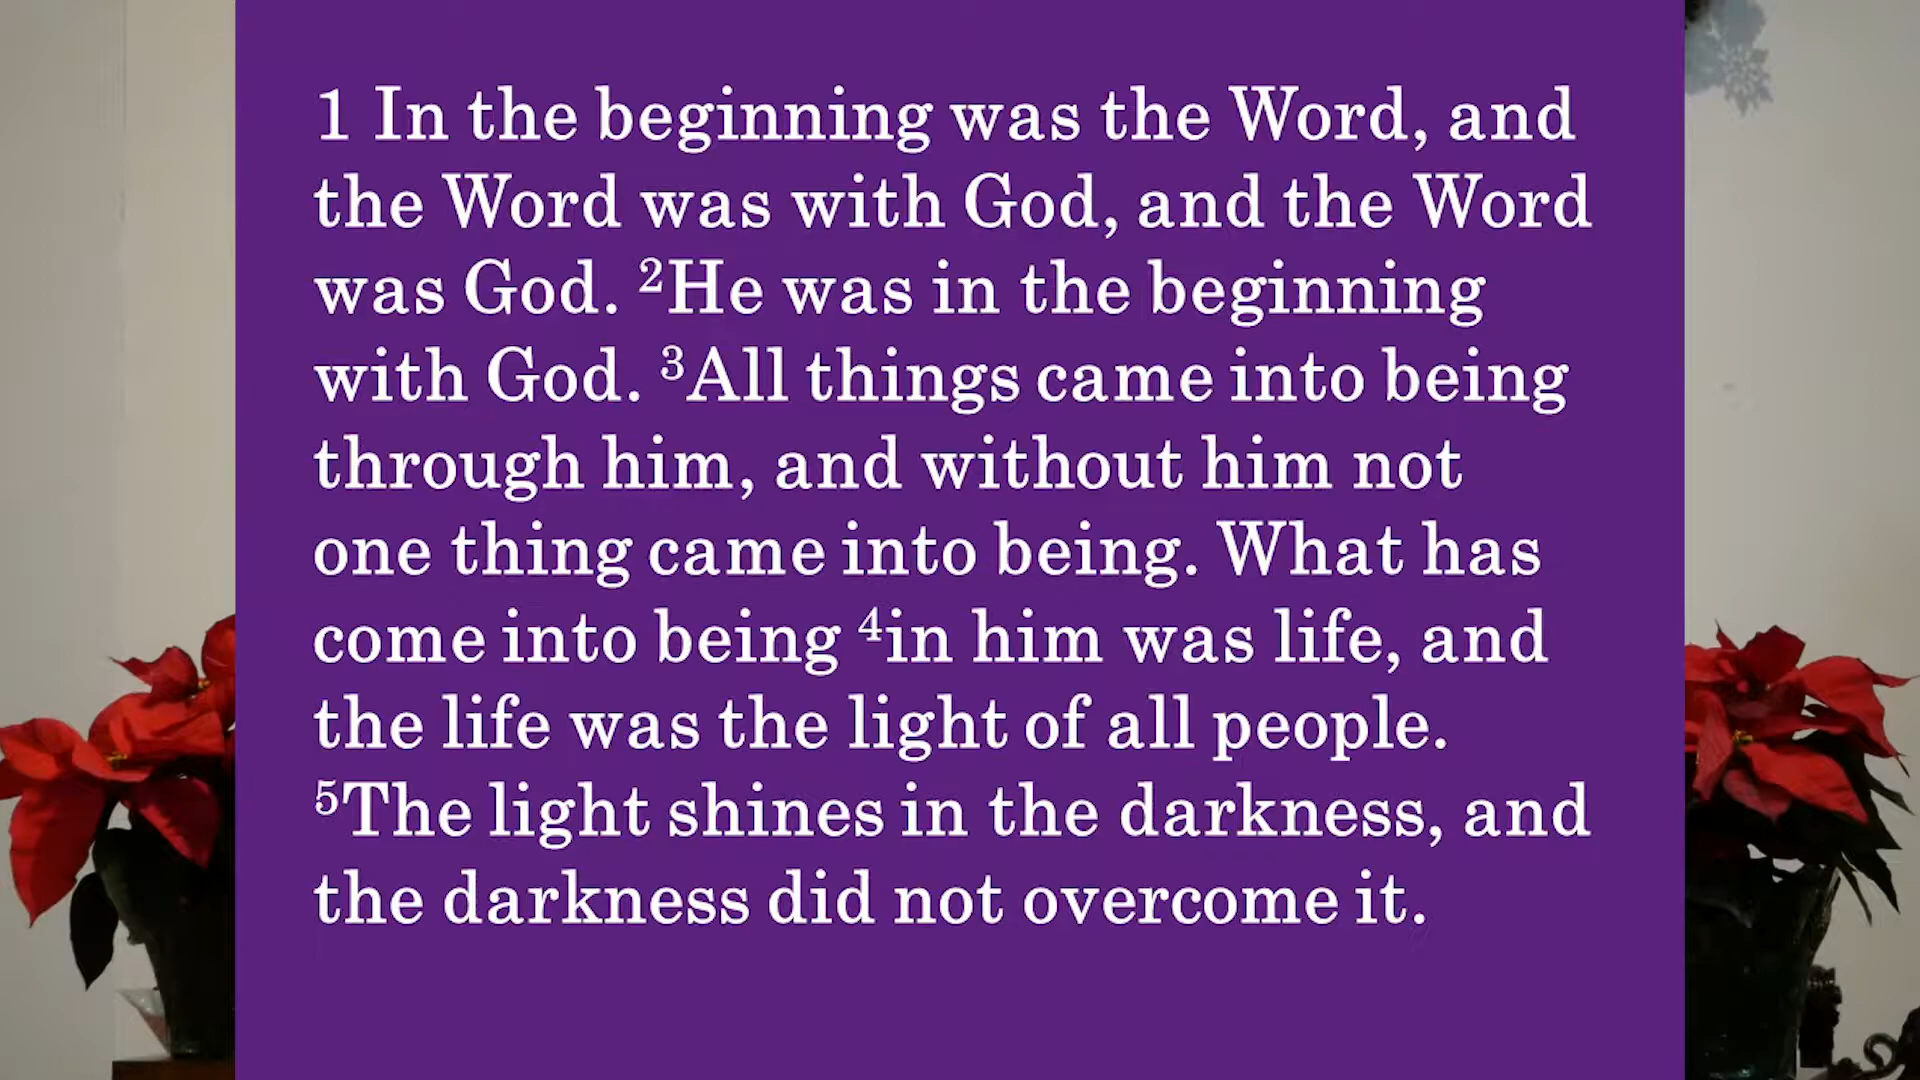 1 In the beginning was the Word, and
the Word was with God, and the Word
was God. ²He was in the beginning
with God. ³All things came into being
through him, and without him not
one thing came into being. What has
come into being ⁴in him was life, and
the life was the light of all people.
⁵The light shines in the darkness, and
the darkness did not overcome it.